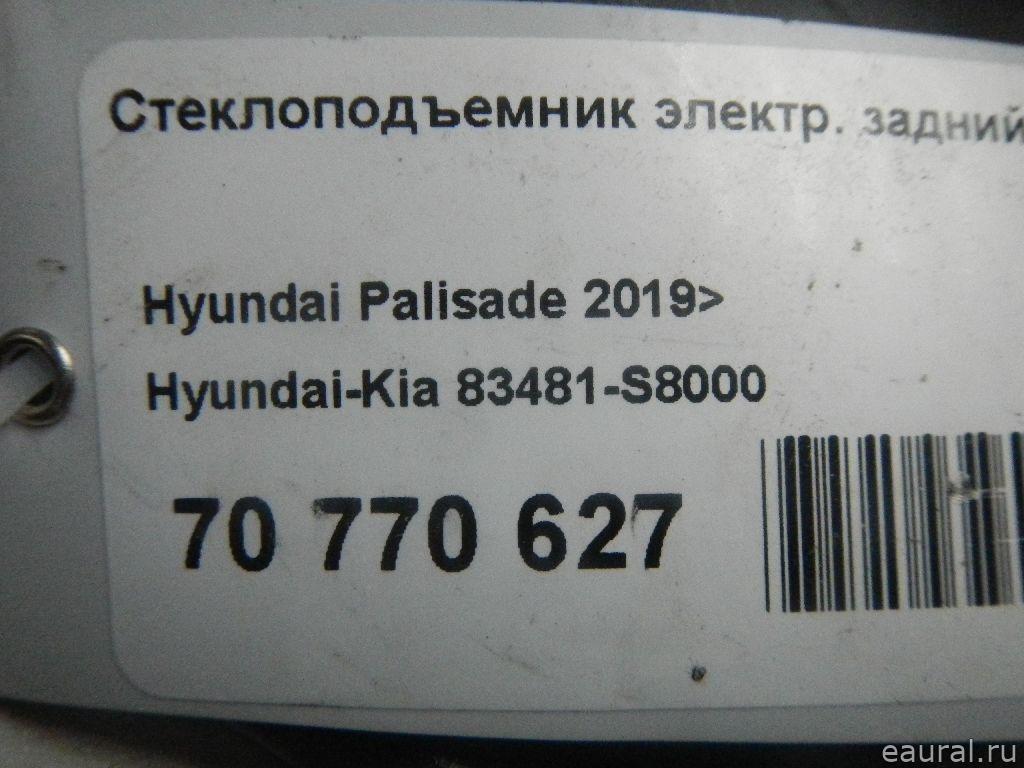 Стеклоподъемник электр. задний
Hyundai Palisade 2019>
Hyundai-Kia 83481-S8000
70 770 627
eaural.ru